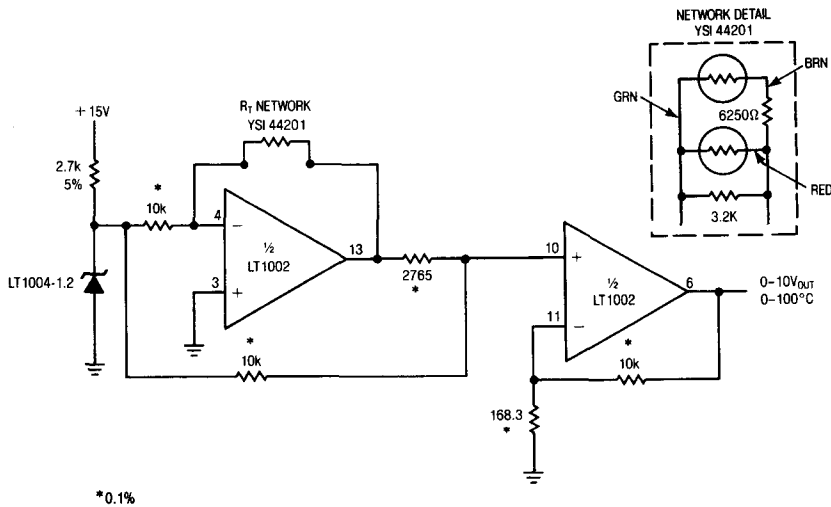 NETWORK DETAIL
YSI 44201
BRN
GRN
6250Ω
RED
3.2K
+ 15V
2.7k
5%
*
10k
RT NETWORK
YSI 44201
4
−
½
LT1002
3
+
13
2765
*
LT1004-1.2
*
10k
10
+
½
LT1002
11
−
6
0–10VOUT
0–100°C
*
10k
168.3
*
*0.1%